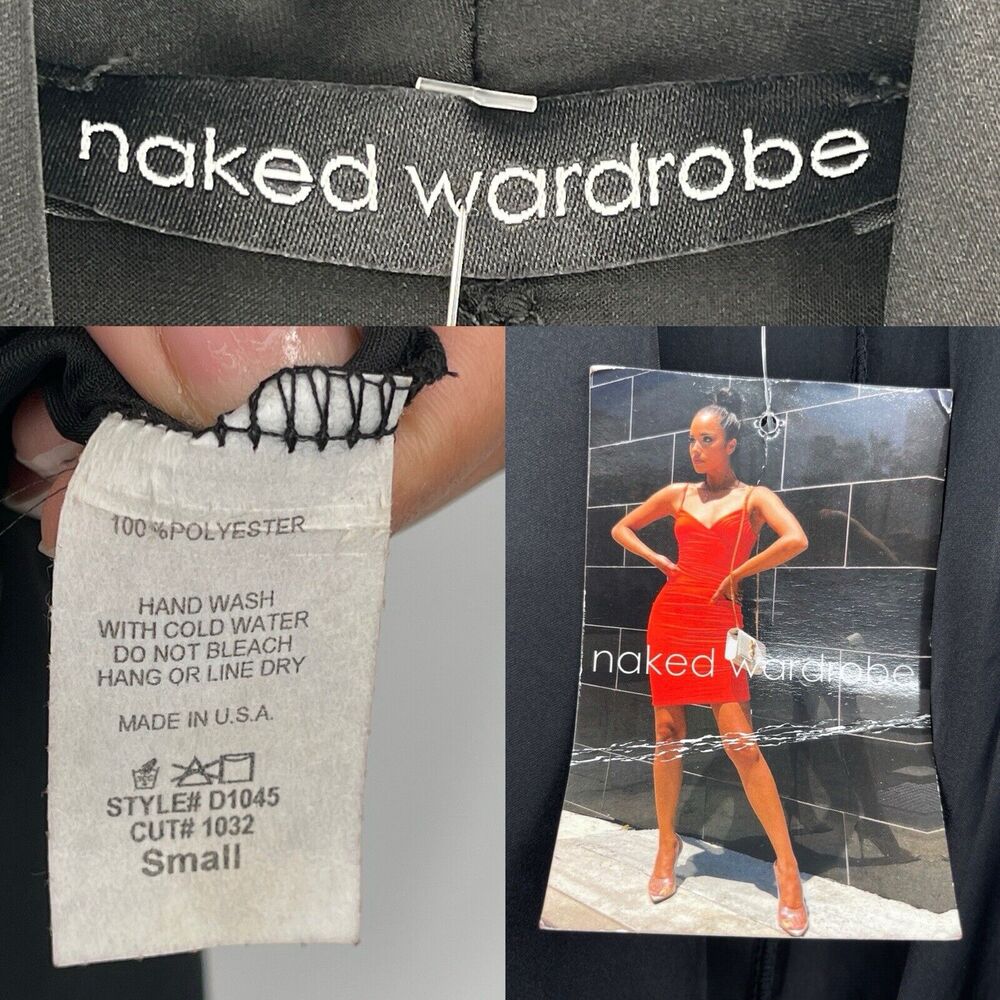 naked wardrobe
100%POLYESTER
HAND WASH
WITH COLD WATER
DO NOT BLEACH
HANG OR LINE DRY
MADE IN U.S.A.
STYLE# D1045
CUT# 1032
Small
naked wardrobe